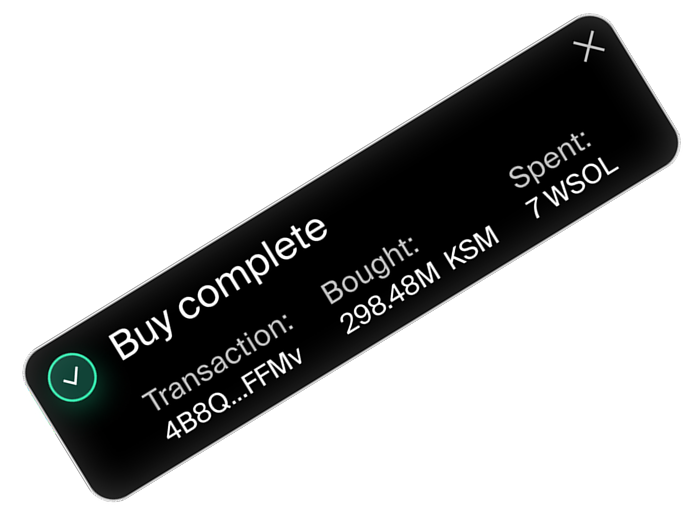 Buy complete
Transaction: Bought: Spent:
4B8Q...FFMv 298.48M KSM 7 WSOL